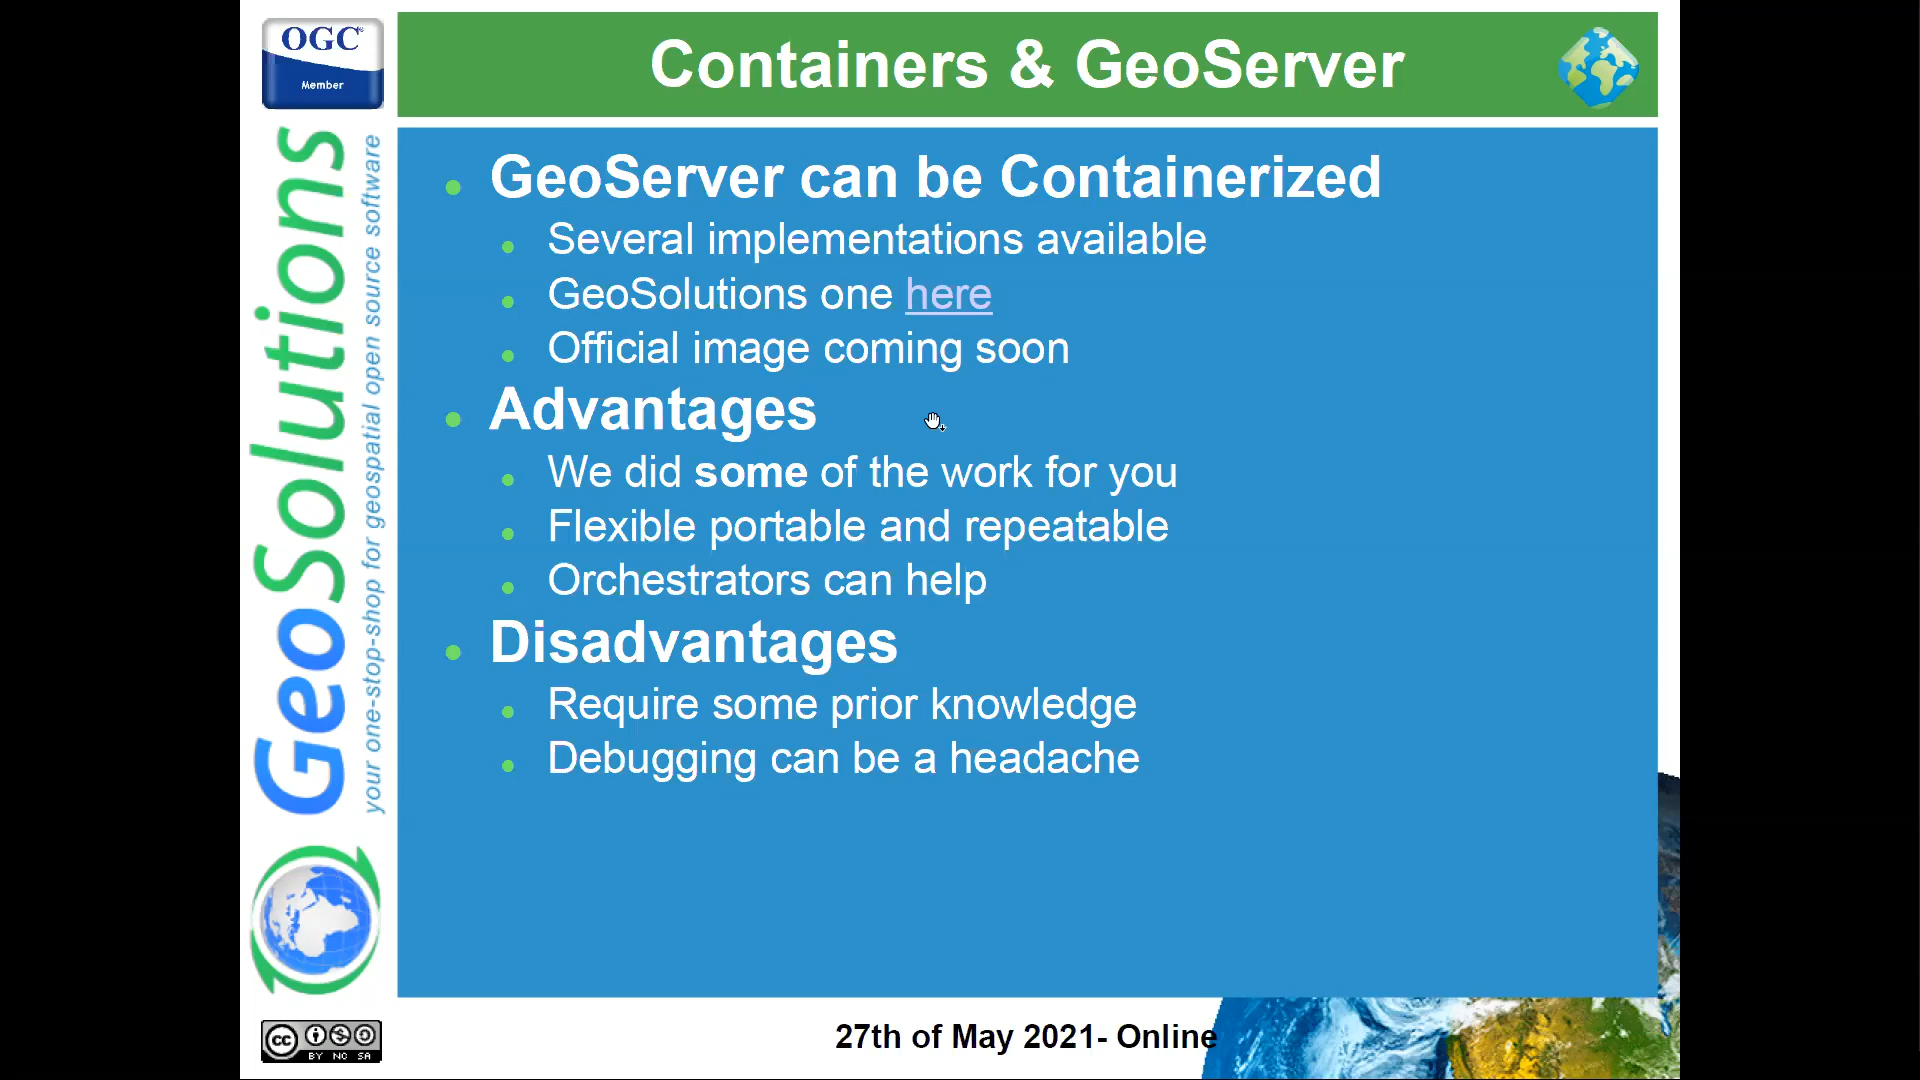 OGC®
Member
Containers & GeoServer
GeoSolutions
your one-stop-shop for geospatial open source software
GeoServer can be Containerized
Several implementations available
GeoSolutions one here
Official image coming soon
Advantages
We did some of the work for you
Flexible portable and repeatable
Orchestrators can help
Disadvantages
Require some prior knowledge
Debugging can be a headache
cc
BY NC SA
27th of May 2021- Online